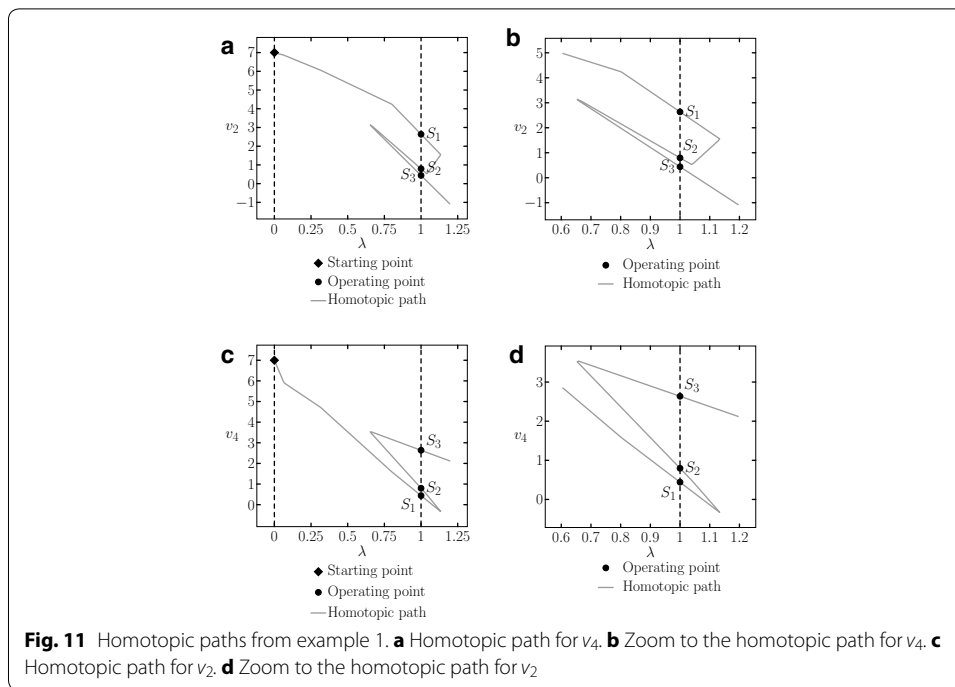 a
7
6
5
4
v₂ 3
2
1
0
−1
S₁
S₂
S₃
0 0.25 0.5 0.75 1 1.25
λ
◆ Starting point
● Operating point
— Homotopic path
b
5
4
3
v₂ 2
1
0
−1
S₁
S₂
S₃
0.6 0.7 0.8 0.9 1 1.1 1.2
λ
● Operating point
— Homotopic path
c
7
6
5
4
v₄
3
2
1
0
S₃
S₂
S₁
0 0.25 0.5 0.75 1 1.25
λ
◆ Starting point
● Operating point
— Homotopic path
d
3
2
v₄
1
0
S₃
S₂
S₁
0.6 0.7 0.8 0.9 1 1.1 1.2
λ
● Operating point
— Homotopic path
Fig. 11 Homotopic paths from example 1. a Homotopic path for v₄. b Zoom to the homotopic path for v₄. c
Homotopic path for v₂. d Zoom to the homotopic path for v₂